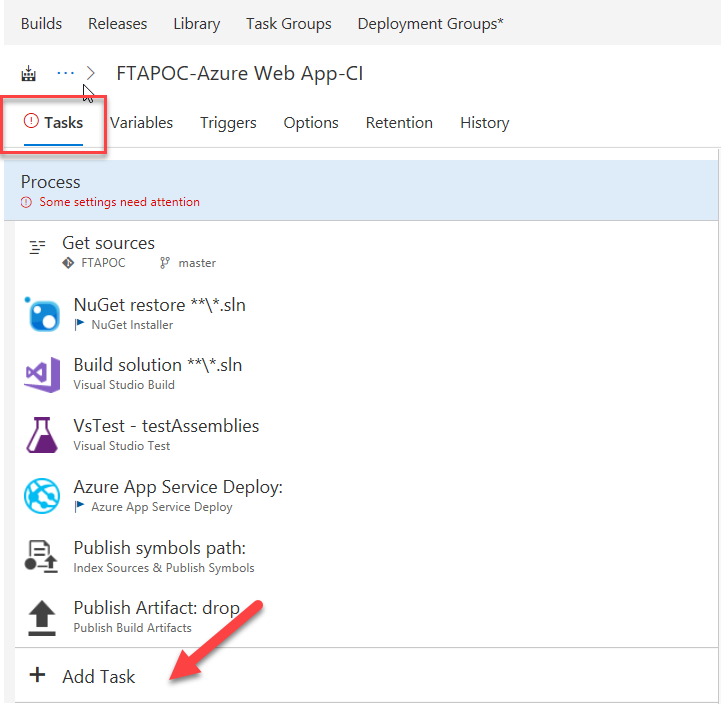 Builds Releases Library Task Groups Deployment Groups*
··· FTAPOC-Azure Web App-CI
Tasks Variables Triggers Options Retention History
Process
Some settings need attention
Get sources
FTAPOC master
NuGet restore **\*.sln
NuGet Installer
Build solution **\*.sln
Visual Studio Build
VsTest - testAssemblies
Visual Studio Test
Azure App Service Deploy:
Azure App Service Deploy
Publish symbols path:
Index Sources & Publish Symbols
Publish Artifact: drop
Publish Build Artifacts
+ Add Task